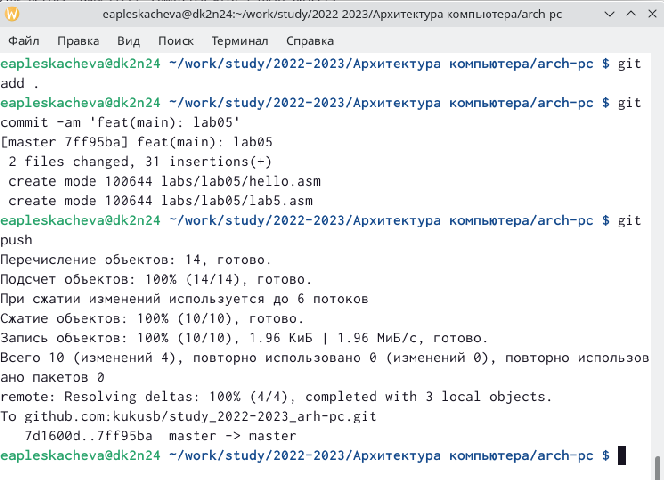 eapleskacheva@dk2n24:~/work/study/2022-2023/Архитектура компьютера/arch-pc
Файл Правка Вид Поиск Терминал Справка
eapleskacheva@dk2n24 ~/work/study/2022-2023/Архитектура компьютера/arch-pc $ git
add .
eapleskacheva@dk2n24 ~/work/study/2022-2023/Архитектура компьютера/arch-pc $ git
commit -am 'feat(main): lab05'
[master 7ff95ba] feat(main): lab05
2 files changed, 31 insertions(+)
create mode 100644 labs/lab05/hello.asm
create mode 100644 labs/lab05/lab5.asm
eapleskacheva@dk2n24 ~/work/study/2022-2023/Архитектура компьютера/arch-pc $ git
push
Перечисление объектов: 14, готово.
Подсчет объектов: 100% (14/14), готово.
При сжатии изменений используется до 6 потоков
Сжатие объектов: 100% (10/10), готово.
Запись объектов: 100% (10/10), 1.96 КиБ | 1.96 МиБ/с, готово.
Всего 10 (изменений 4), повторно использовано 0 (изменений 0), повторно использов
ано пакетов 0
remote: Resolving deltas: 100% (4/4), completed with 3 local objects.
To github.com:kukusb/study_2022-2023_arh-pc.git
7d1600d..7ff95ba master -> master
eapleskacheva@dk2n24 ~/work/study/2022-2023/Архитектура компьютера/arch-pc $